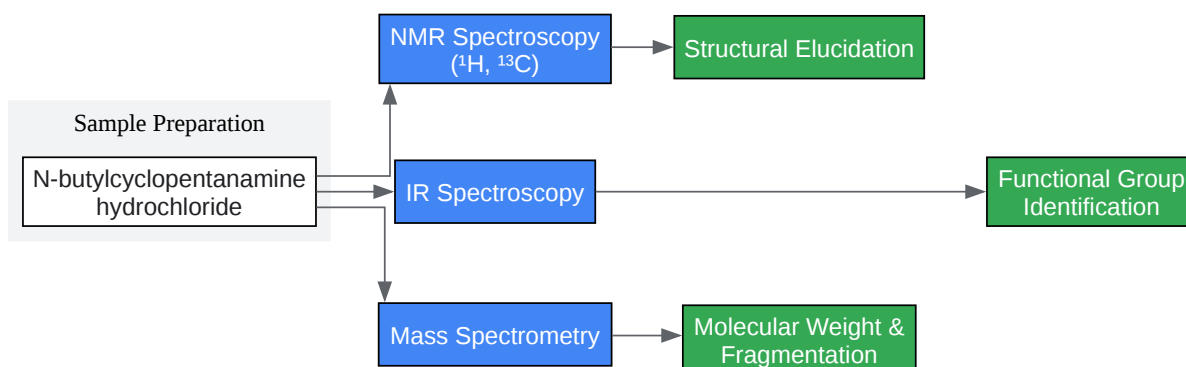 NMR Spectroscopy
(¹H, ¹³C)
Structural Elucidation
Sample Preparation
N-butylcyclopentanamine
hydrochloride
IR Spectroscopy
Functional Group
Identification
Mass Spectrometry
Molecular Weight &
Fragmentation